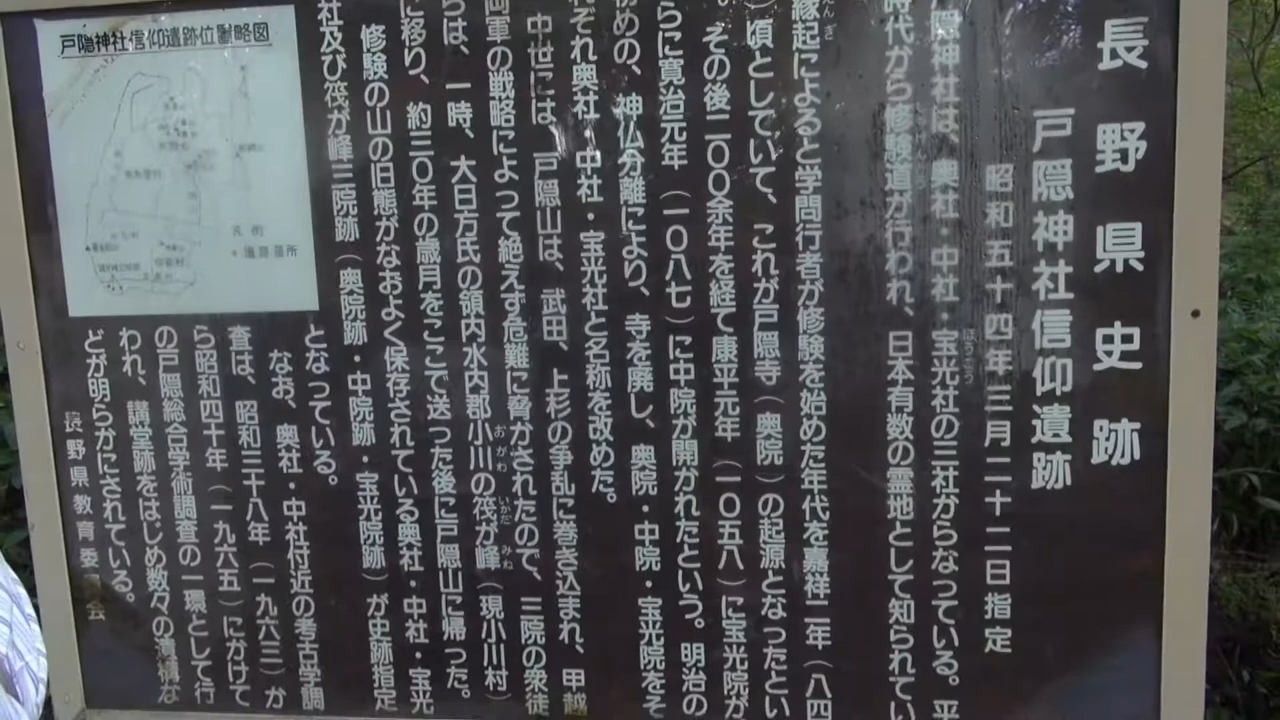 長野県史跡
戸隠神社信仰遺跡
昭和五十四年三月二十二日指定
隠神社は、奥社・中社・宝光社の三社からなっている。平
ほうこう
時代から修験道が行われ、日本有数の霊地として知られてい
縁起によると学問行者が修験を始めた年代を嘉祥二年（八四
えんぎ
）頃としていて、これが戸隠寺（奥院）の起源となったとい
。その後二〇〇余年を経て康平元年（一〇五八）に宝光院が
らに寛治元年（一〇八七）に中院が開かれたという。明治の
初めの、神仏分離により、寺を廃し、奥院・中院・宝光院をそ
れぞれ奥社・中社・宝光社と名称を改めた。
中世には、戸隠山は、武田、上杉の争乱に巻き込まれ、甲越
両軍の戦略によって絶えず危難に脅かされたので、三院の衆徒
らは、一時、大日方氏の領内水内郡小川の筏が峰（現小川村）
おがわ いかだ みね
に移り、約三〇年の歳月をここで送った後に戸隠山に帰った。
修験の山の旧態がなおよく保存されている奥社・中社・宝光
社及び筏が峰三院跡（奥院跡・中院跡・宝光院跡）が史跡指定
となっている。
なお、奥社・中社付近の考古学調
査は、昭和三十八年（一九六三）か
ら昭和四十年（一九六五）にかけて
の戸隠総合学術調査の一環として行
われ、講堂跡をはじめ数々の遺構な
どが明らかにされている。
長野県教育委員会
戸隠神社信仰遺跡位置略図
凡例
遺跡箇所